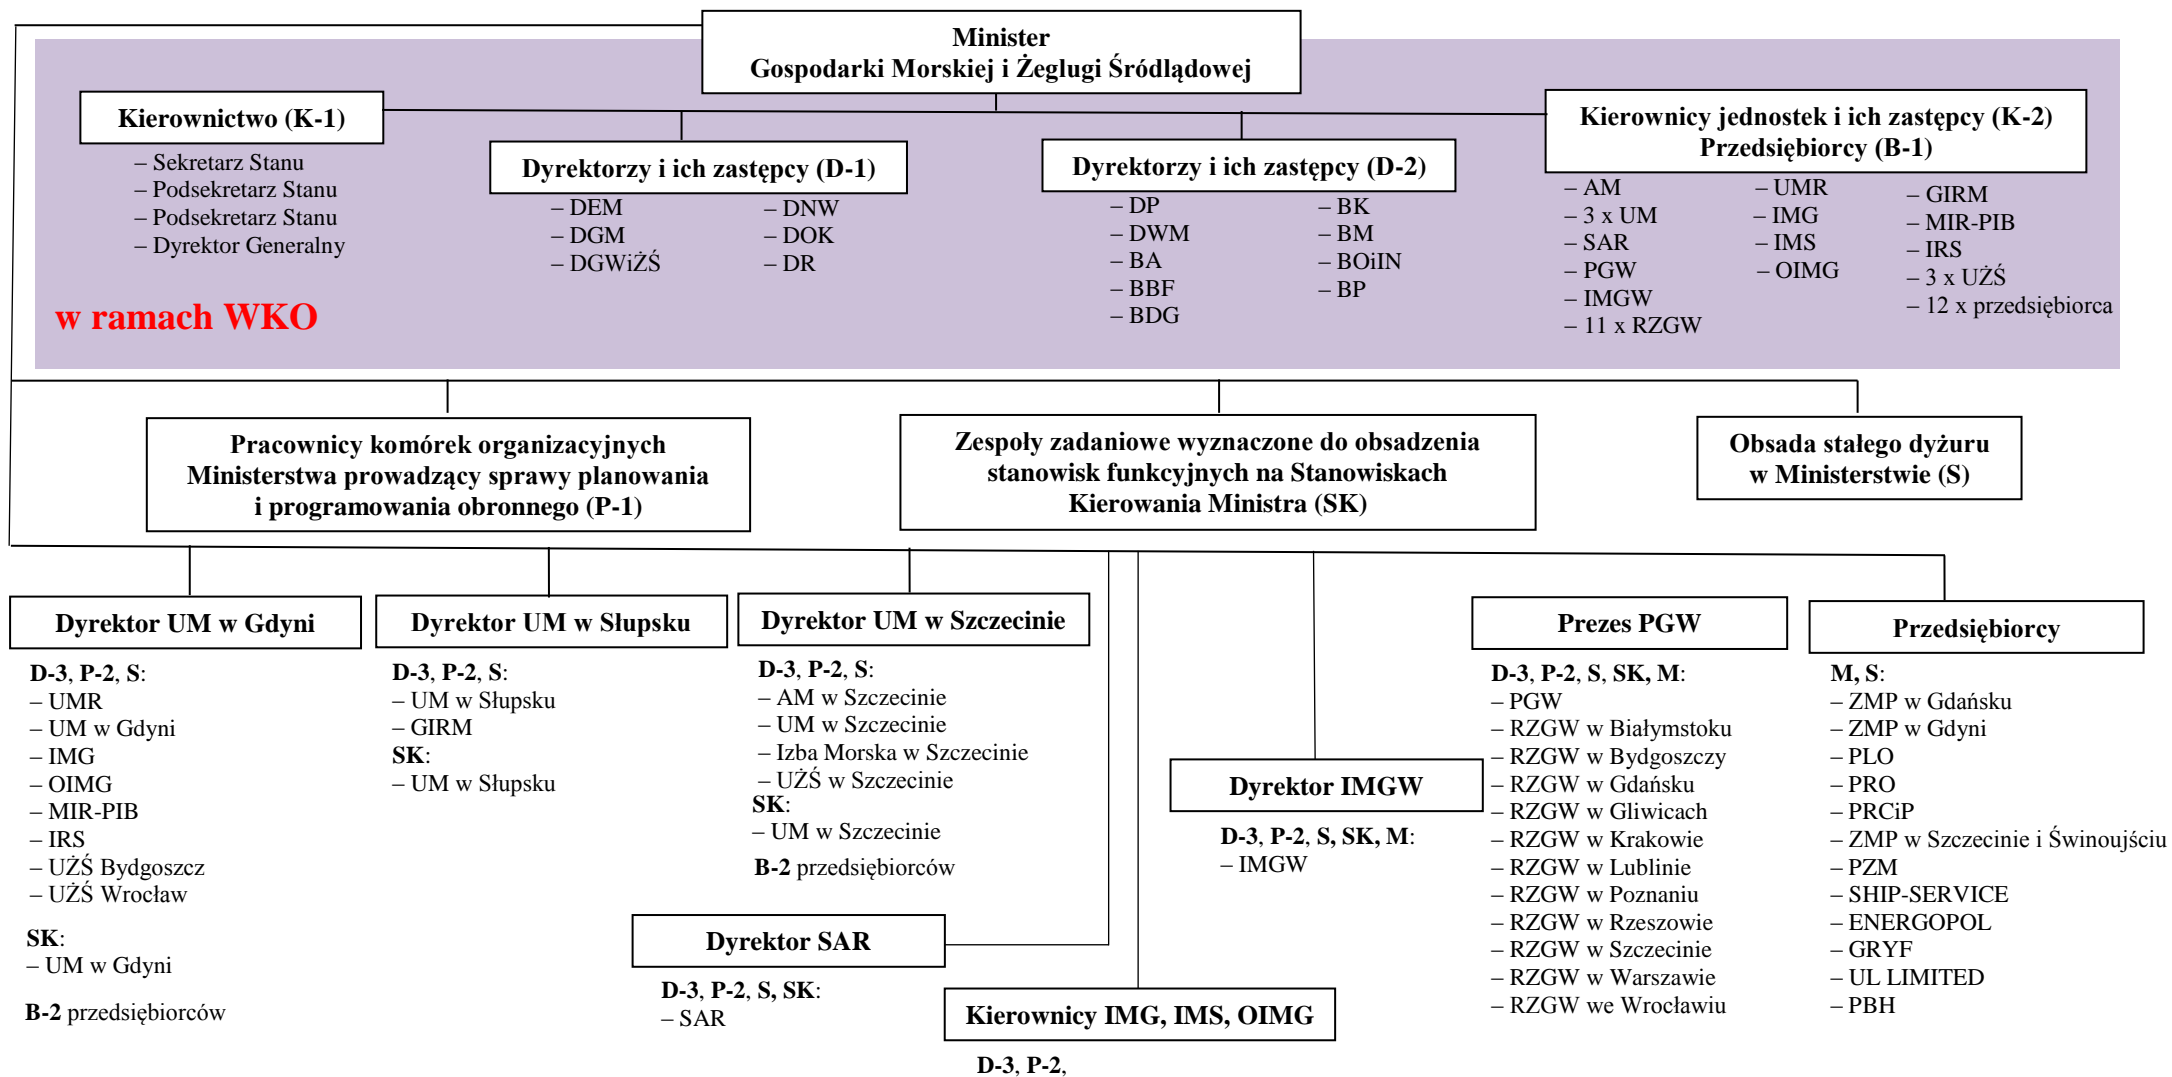 Minister
Gospodarki Morskiej i Żeglugi Śródlądowej
Kierownictwo (K-1)
– Sekretarz Stanu
– Podsekretarz Stanu
– Podsekretarz Stanu
– Dyrektor Generalny
Dyrektorzy i ich zastępcy (D-1)
– DEM
– DGM
– DGWiŻŚ
– DNW
– DOK
– DR
Dyrektorzy i ich zastępcy (D-2)
– DP
– DWM
– BA
– BBF
– BDG
– BK
– BM
– BOiIN
– BP
Kierownicy jednostek i ich zastępcy (K-2)
Przedsiębiorcy (B-1)
– AM
– 3 x UM
– SAR
– PGW
– IMGW
– 11 x RZGW
– UMR
– IMG
– IMS
– OIMG
– GIRM
– MIR-PIB
– IRS
– 3 x UŻŚ
– 12 x przedsiębiorca
w ramach WKO
Pracownicy komórek organizacyjnych
Ministerstwa prowadzący sprawy planowania
i programowania obronnego (P-1)
Zespoły zadaniowe wyznaczone do obsadzenia
stanowisk funkcyjnych na Stanowiskach
Kierowania Ministra (SK)
Obsada stałego dyżuru
w Ministerstwie (S)
Dyrektor UM w Gdyni
D-3, P-2, S:
– UMR
– UM w Gdyni
– IMG
– OIMG
– MIR-PIB
– IRS
– UŻŚ Bydgoszcz
– UŻŚ Wrocław
SK:
– UM w Gdyni
B-2 przedsiębiorców
Dyrektor UM w Słupsku
D-3, P-2, S:
– UM w Słupsku
– GIRM
SK:
– UM w Słupsku
Dyrektor UM w Szczecinie
D-3, P-2, S:
– AM w Szczecinie
– UM w Szczecinie
– Izba Morska w Szczecinie
– UŻŚ w Szczecinie
SK:
– UM w Szczecinie
B-2 przedsiębiorców
Dyrektor SAR
D-3, P-2, S, SK:
– SAR
Kierownicy IMG, IMS, OIMG
D-3, P-2,
Dyrektor IMGW
D-3, P-2, S, SK, M:
– IMGW
Prezes PGW
D-3, P-2, S, SK, M:
– PGW
– RZGW w Białymstoku
– RZGW w Bydgoszczy
– RZGW w Gdańsku
– RZGW w Gliwicach
– RZGW w Krakowie
– RZGW w Lublinie
– RZGW w Poznaniu
– RZGW w Rzeszowie
– RZGW w Szczecinie
– RZGW w Warszawie
– RZGW we Wrocławiu
Przedsiębiorcy
M, S:
– ZMP w Gdańsku
– ZMP w Gdyni
– PLO
– PRO
– PRCiP
– ZMP w Szczecinie i Świnoujściu
– PZM
– SHIP-SERVICE
– ENERGOPOL
– GRYF
– UL LIMITED
– PBH